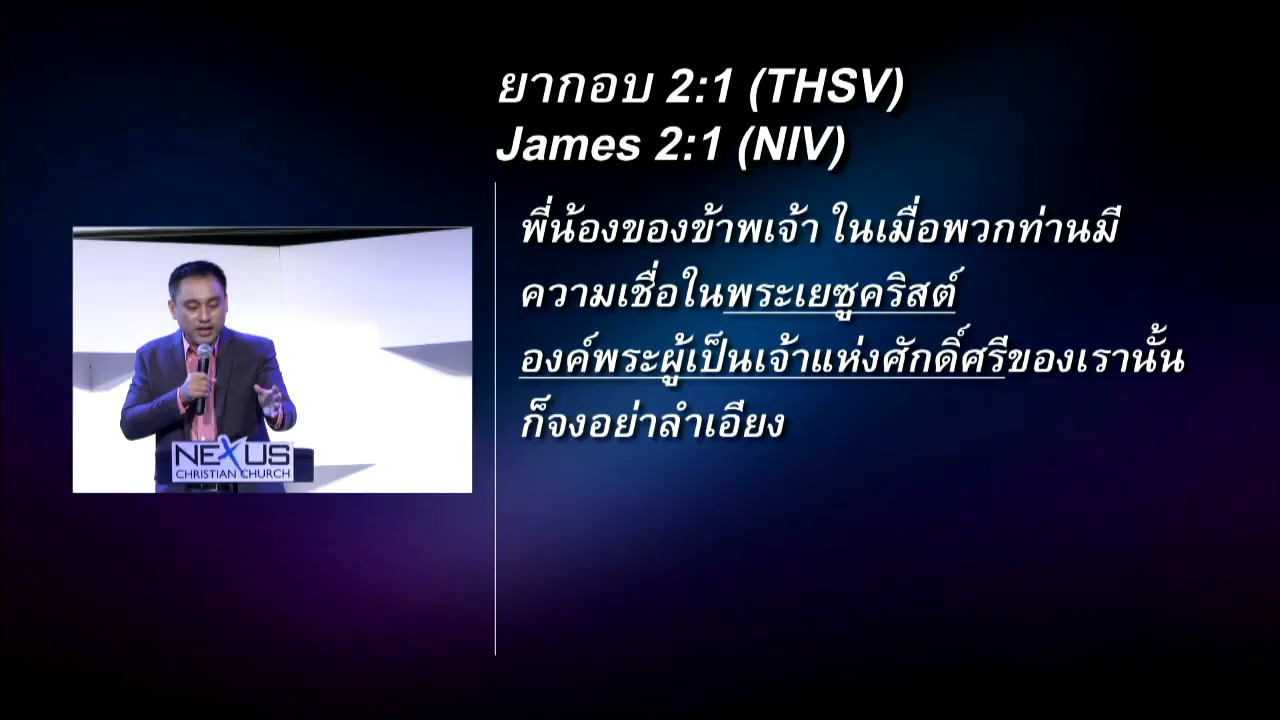 ยากอบ 2:1 (THSV)
James 2:1 (NIV)
พี่น้องของข้าพเจ้า ในเมื่อพวกท่านมี
ความเชื่อในพระเยซูคริสต์
องค์พระผู้เป็นเจ้าแห่งศักดิ์ศรีของเรานั้น
ก็จงอย่าลำเอียง
NEXUS
CHRISTIAN CHURCH